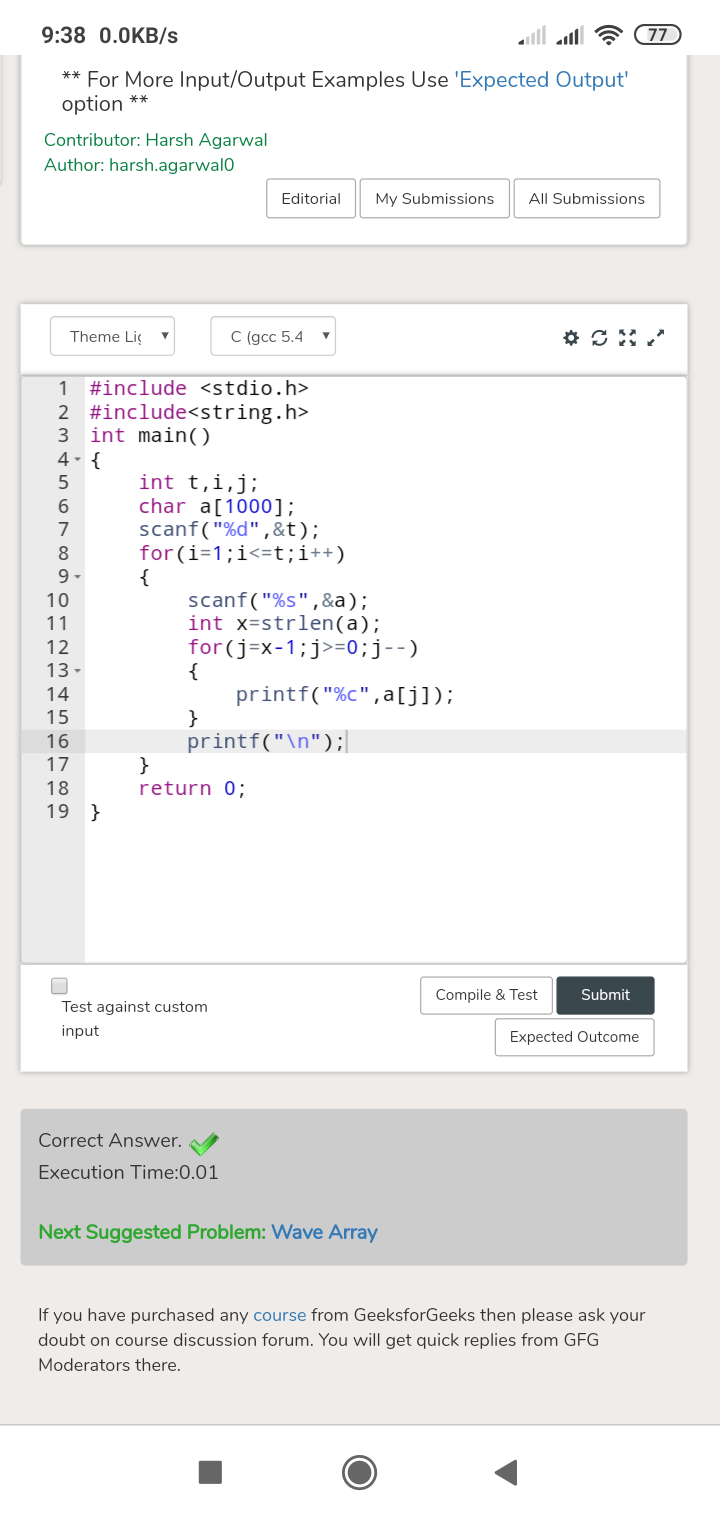 9:38 0.0KB/s 77
** For More Input/Output Examples Use 'Expected Output'
option **
Contributor: Harsh Agarwal
Author: harsh.agarwal0
Editorial My Submissions All Submissions
Theme Lig C (gcc 5.4
1 #include <stdio.h>
2 #include<string.h>
3 int main()
4 {
5 int t,i,j;
6 char a[1000];
7 scanf("%d",&t);
8 for(i=1;i<=t;i++)
9 {
10 scanf("%s",&a);
11 int x=strlen(a);
12 for(j=x-1;j>=0;j--)
13 {
14 printf("%c",a[j]);
15 }
16 printf("\n");
17 }
18 return 0;
19 }
Test against custom
input
Compile & Test Submit
Expected Outcome
Correct Answer.
Execution Time:0.01
Next Suggested Problem: Wave Array
If you have purchased any course from GeeksforGeeks then please ask your
doubt on course discussion forum. You will get quick replies from GFG
Moderators there.